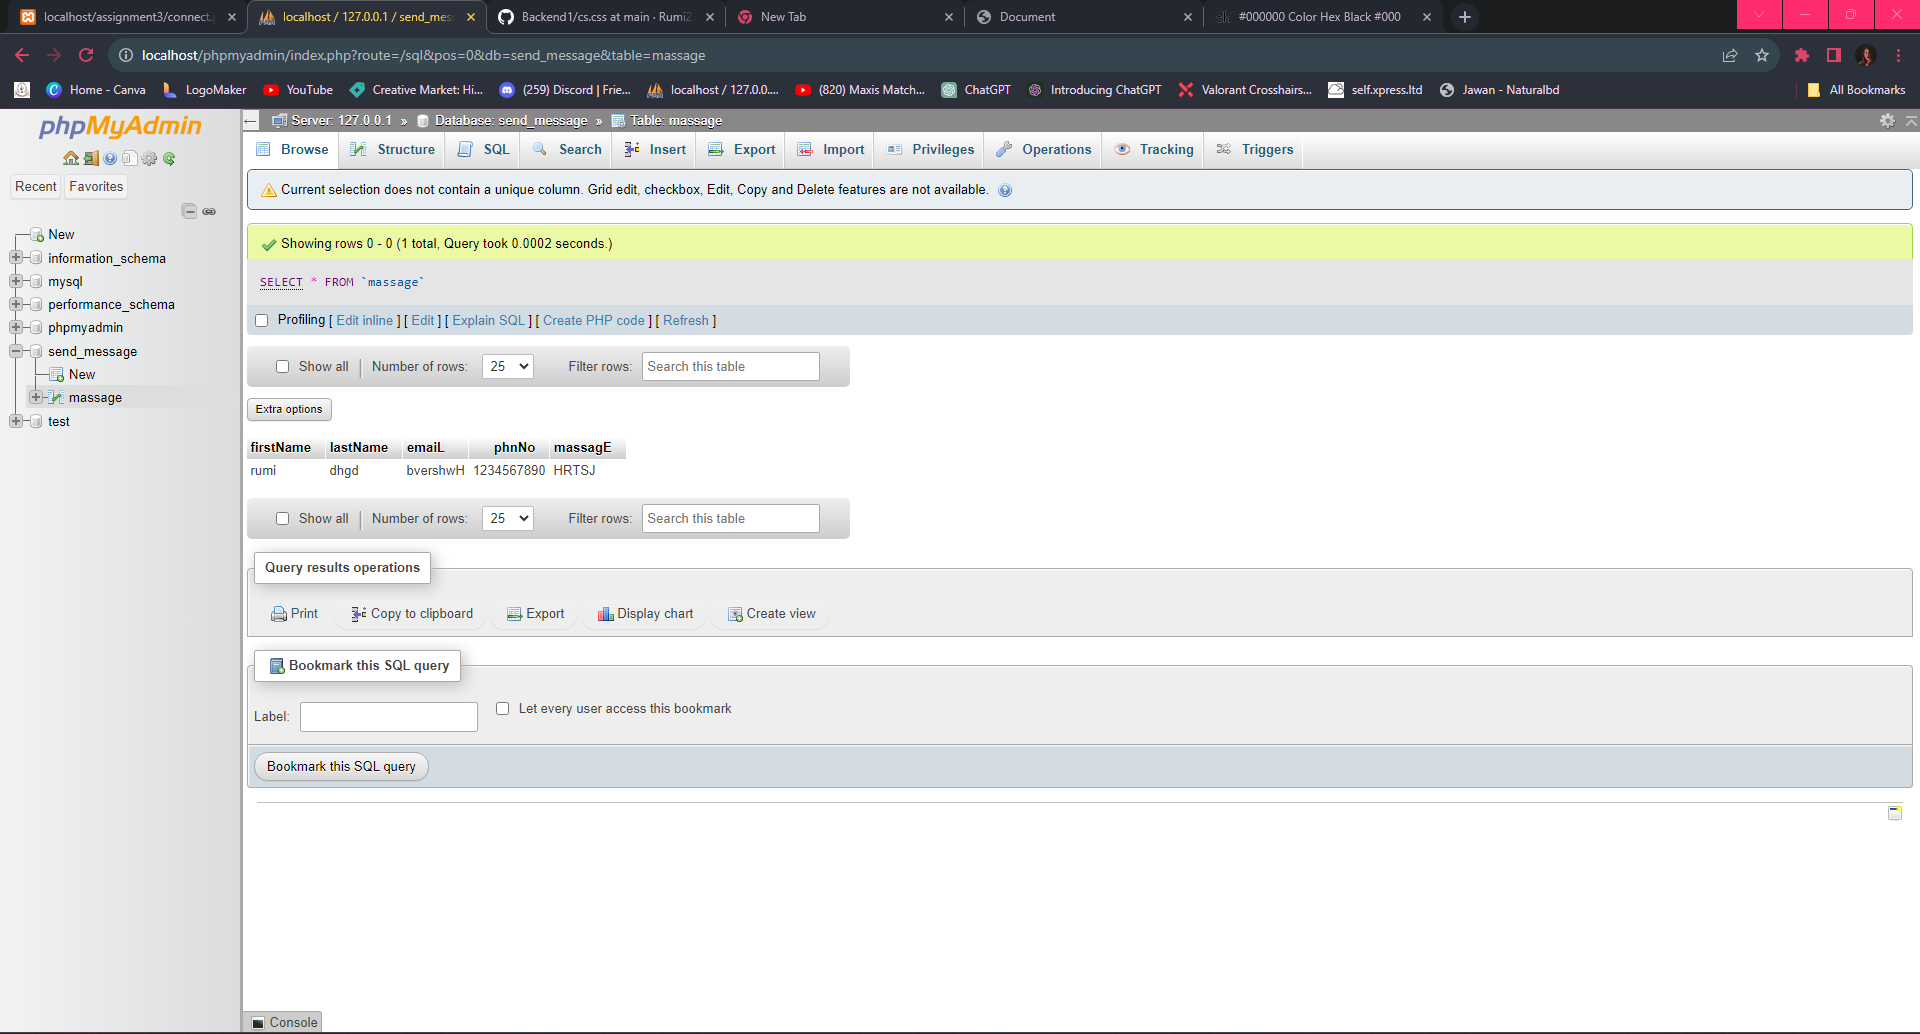 localhost/assignment3/connect.
localhost / 127.0.0.1 / send_mes
Backend1/cs.css at main · Rumi2
New Tab
Document
#000000 Color Hex Black #000
localhost/phpmyadmin/index.php?route=/sql&pos=0&db=send_message&table=massage
Home - Canva
LogoMaker
YouTube
Creative Market: Hi...
(259) Discord | Frie...
localhost / 127.0.0....
(820) Maxis Match...
ChatGPT
Introducing ChatGPT
Valorant Crosshairs...
self.xpress.ltd
Jawan - Naturalbd
All Bookmarks
phpMyAdmin
Recent
Favorites
New
information_schema
mysql
performance_schema
phpmyadmin
send_message
New
massage
test
Server: 127.0.0.1 » Database: send_message » Table: massage
Browse
Structure
SQL
Search
Insert
Export
Import
Privileges
Operations
Tracking
Triggers
Current selection does not contain a unique column. Grid edit, checkbox, Edit, Copy and Delete features are not available.
Showing rows 0 - 0 (1 total, Query took 0.0002 seconds.)
SELECT * FROM `massage`
Profiling [ Edit inline ] [ Edit ] [ Explain SQL ] [ Create PHP code ] [ Refresh ]
Show all | Number of rows: 25 Filter rows: Search this table
Extra options
firstName lastName emaiL phnNo massagE
rumi dhgd bvershwH 1234567890 HRTSJ
Show all | Number of rows: 25 Filter rows: Search this table
Query results operations
Print Copy to clipboard Export Display chart Create view
Bookmark this SQL query
Label: Let every user access this bookmark
Bookmark this SQL query
Console